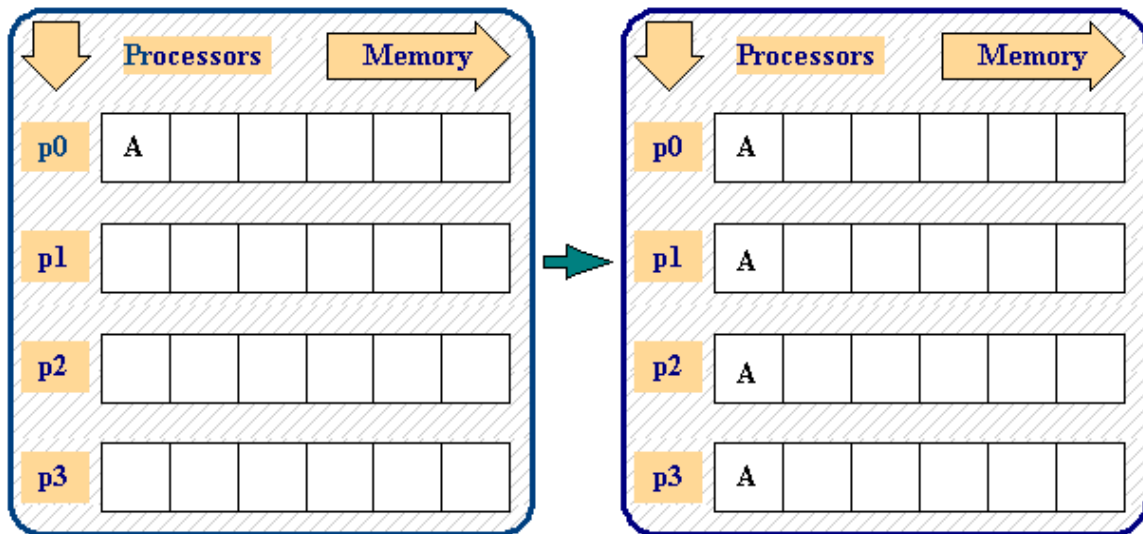 Processors Memory
p0 A
p1
p2
p3
Processors Memory
p0 A
p1 A
p2 A
p3 A